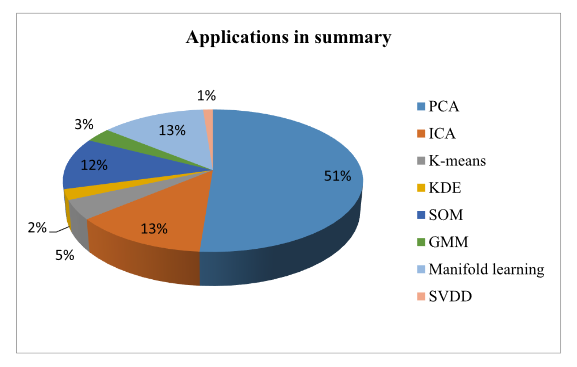 Applications in summary
1%
3%
13%
12%
51%
2%
13%
5%
PCA
ICA
K-means
KDE
SOM
GMM
Manifold learning
SVDD